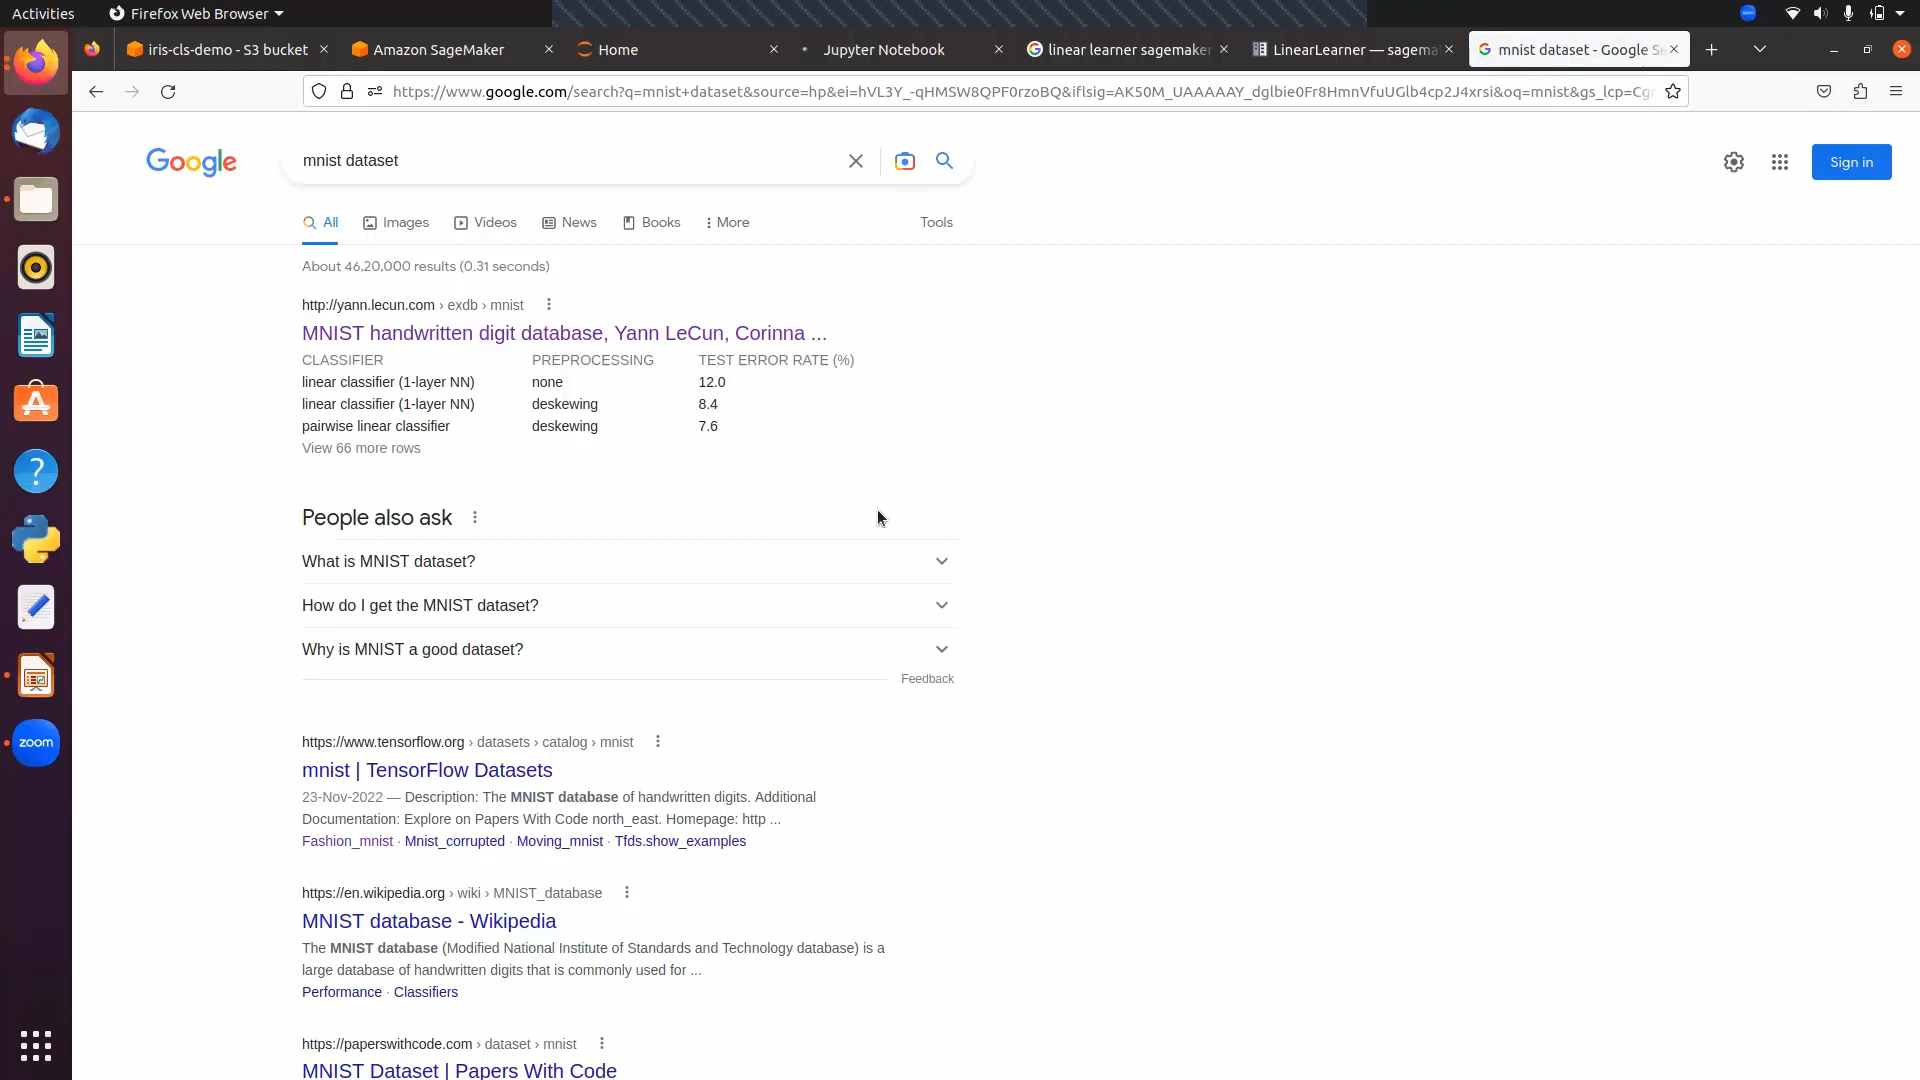 Activities
Firefox Web Browser
iris-cls-demo - S3 bucket
Amazon SageMaker
Home
Jupyter Notebook
linear learner sagemaker
LinearLearner — sagema
mnist dataset - Google Se
https://www.google.com/search?q=mnist+dataset&source=hp&ei=hVL3Y_-qHMSW8QPF0rzoBQ&iflsig=AK50M_UAAAAAY_dglbie0Fr8HmnVfuUGlb4cp2J4xrsi&oq=mnist&gs_lcp=Cg
Google
mnist dataset
Sign in
All
Images
Videos
News
Books
More
Tools
About 46,20,000 results (0.31 seconds)
http://yann.lecun.com › exdb › mnist
MNIST handwritten digit database, Yann LeCun, Corinna ...
CLASSIFIER PREPROCESSING TEST ERROR RATE (%)
linear classifier (1-layer NN) none 12.0
linear classifier (1-layer NN) deskewing 8.4
pairwise linear classifier deskewing 7.6
View 66 more rows
People also ask
What is MNIST dataset?
How do I get the MNIST dataset?
Why is MNIST a good dataset?
Feedback
https://www.tensorflow.org › datasets › catalog › mnist
mnist | TensorFlow Datasets
23-Nov-2022 — Description: The MNIST database of handwritten digits. Additional
Documentation: Explore on Papers With Code north_east. Homepage: http ...
Fashion_mnist · Mnist_corrupted · Moving_mnist · Tfds.show_examples
https://en.wikipedia.org › wiki › MNIST_database
MNIST database - Wikipedia
The MNIST database (Modified National Institute of Standards and Technology database) is a
large database of handwritten digits that is commonly used for ...
Performance · Classifiers
https://paperswithcode.com › dataset › mnist
MNIST Dataset | Papers With Code
zoom